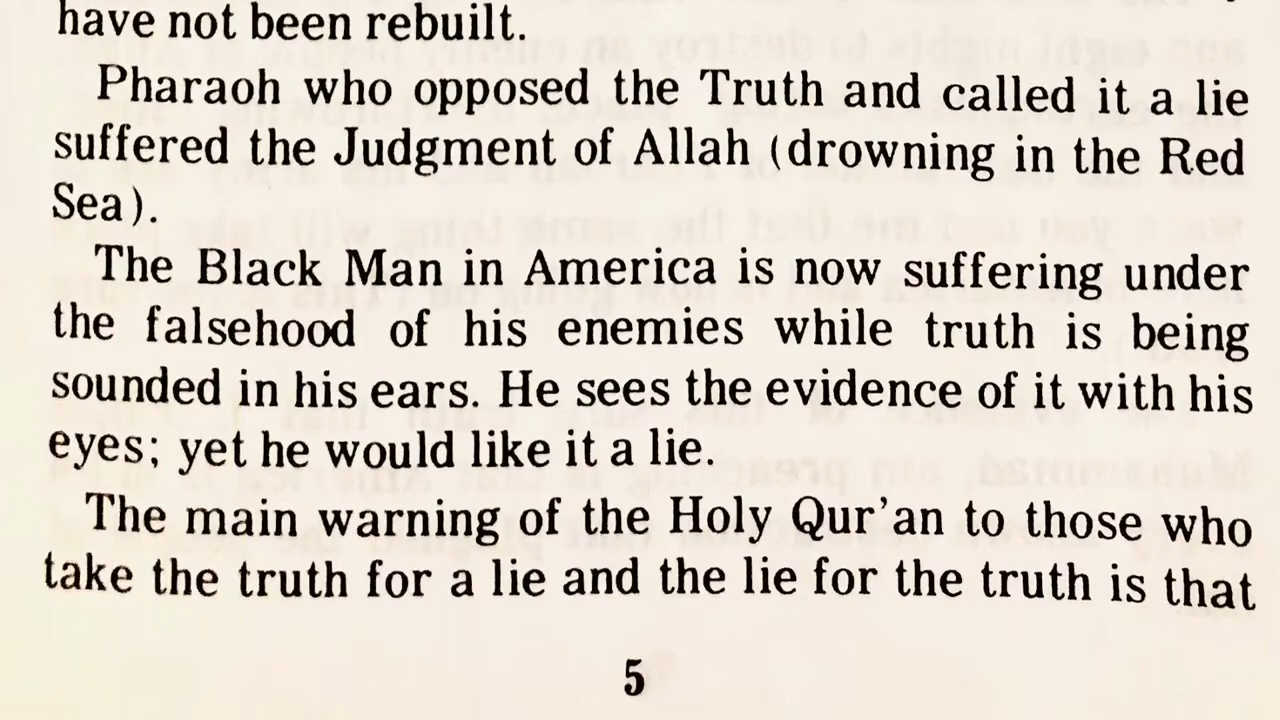 have not been rebuilt.
Pharaoh who opposed the Truth and called it a lie
suffered the Judgment of Allah (drowning in the Red
Sea).
The Black Man in America is now suffering under
the falsehood of his enemies while truth is being
sounded in his ears. He sees the evidence of it with his
eyes; yet he would like it a lie.
The main warning of the Holy Qur'an to those who
take the truth for a lie and the lie for the truth is that
5